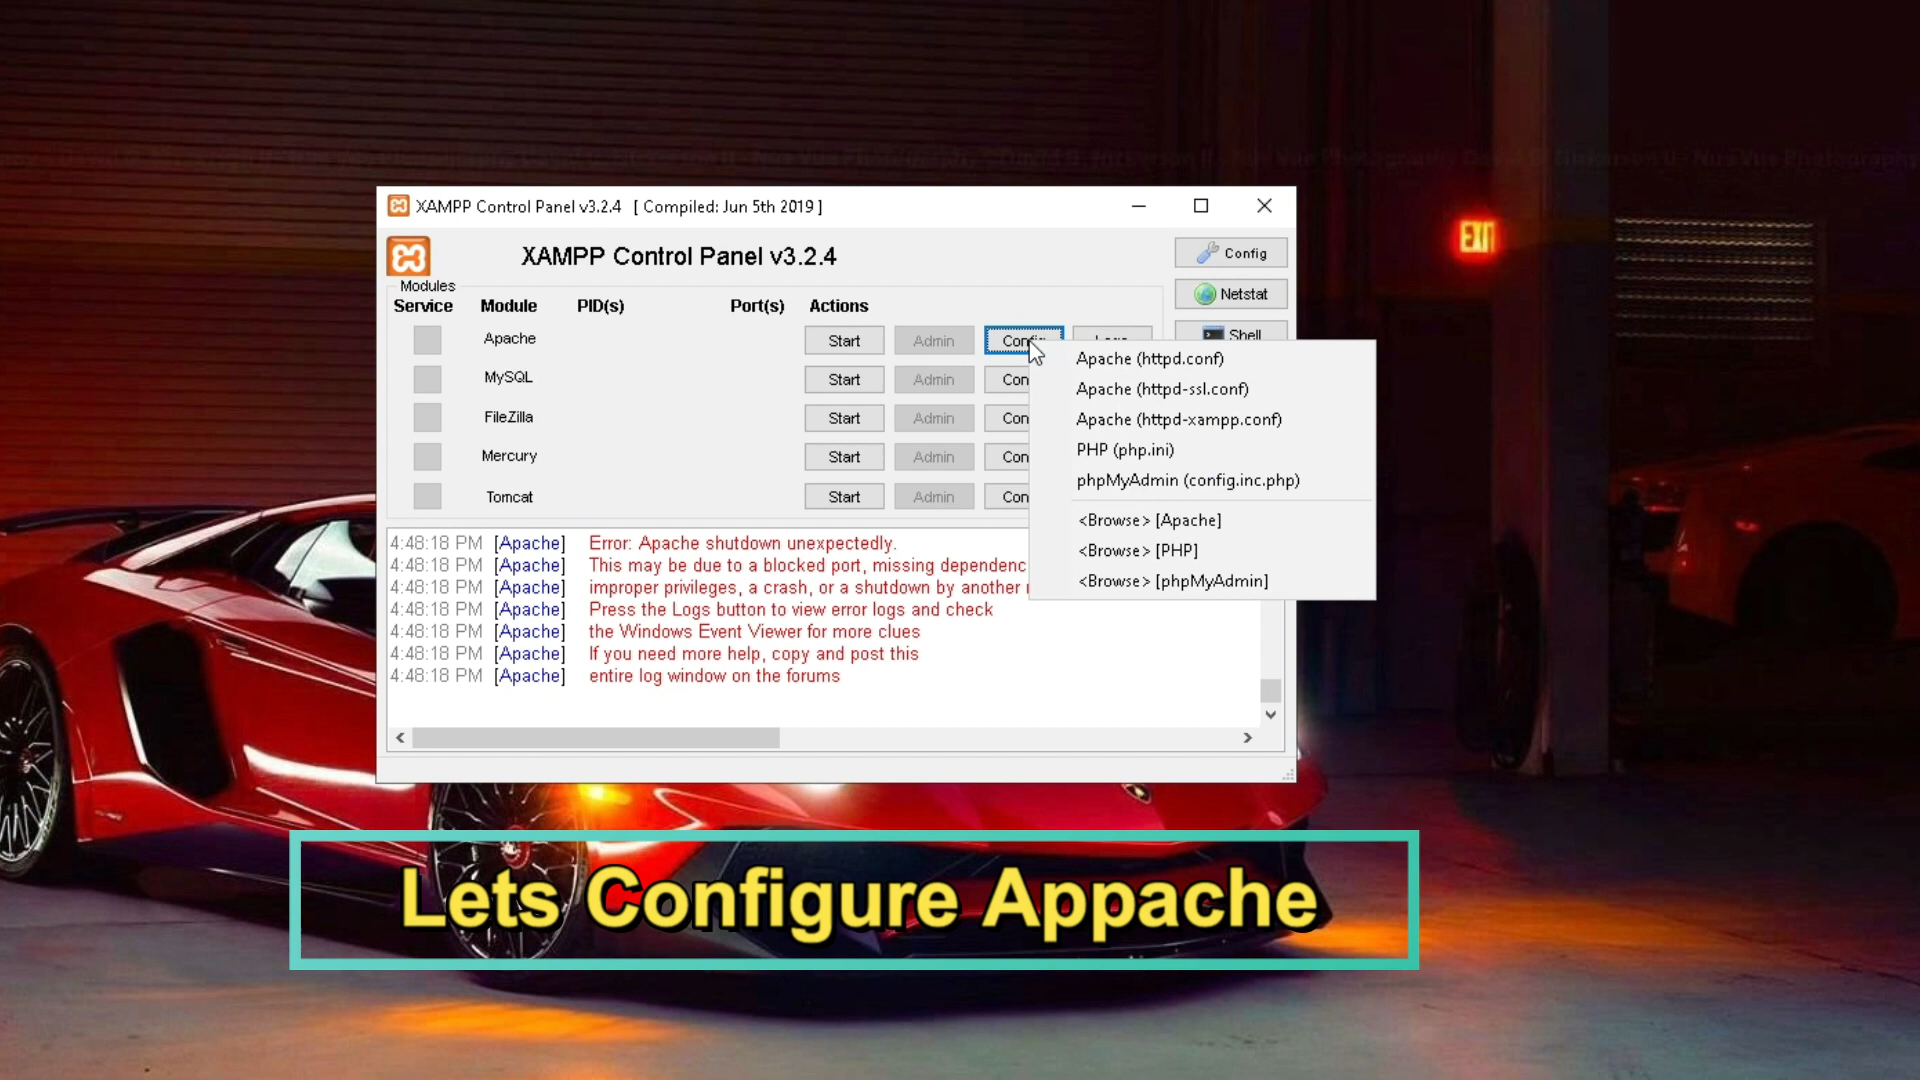 XAMPP Control Panel v3.2.4 [ Compiled: Jun 5th 2019 ]
XAMPP Control Panel v3.2.4
Config
Modules
Netstat
Service Module PID(s) Port(s) Actions
Shell
Apache Start Admin Config
MySQL Start Admin Con
FileZilla Start Admin Con
Mercury Start Admin Con
Tomcat Start Admin Con
Apache (httpd.conf)
Apache (httpd-ssl.conf)
Apache (httpd-xampp.conf)
PHP (php.ini)
phpMyAdmin (config.inc.php)
<Browse> [Apache]
<Browse> [PHP]
<Browse> [phpMyAdmin]
4:48:18 PM [Apache] Error: Apache shutdown unexpectedly.
4:48:18 PM [Apache] This may be due to a blocked port, missing dependenc
4:48:18 PM [Apache] improper privileges, a crash, or a shutdown by another
4:48:18 PM [Apache] Press the Logs button to view error logs and check
4:48:18 PM [Apache] the Windows Event Viewer for more clues
4:48:18 PM [Apache] If you need more help, copy and post this
4:48:18 PM [Apache] entire log window on the forums
EXIT
Lets Configure Appache